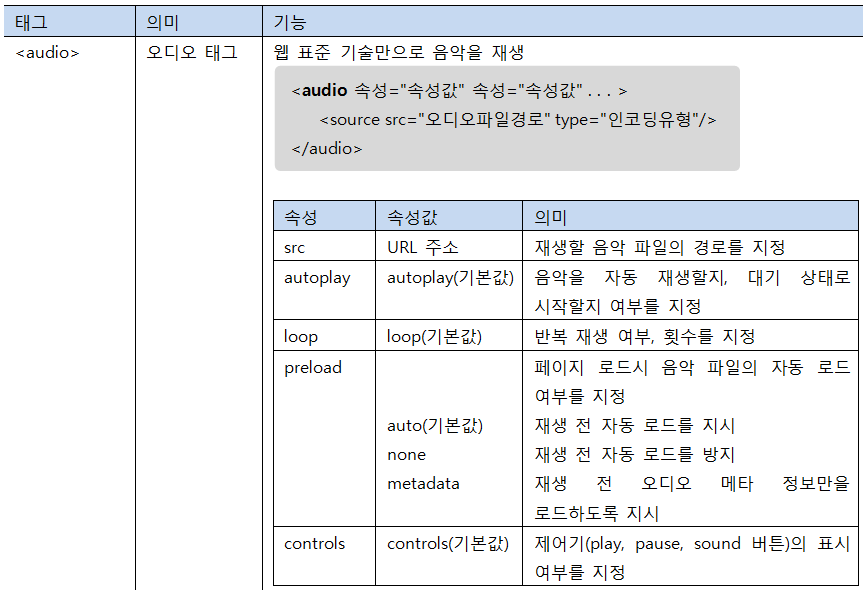 태그 의미 기능
<audio> 오디오 태그 웹 표준 기술만으로 음악을 재생
<audio 속성="속성값" 속성="속성값" . . . >
<source src="오디오파일경로" type="인코딩유형"/>
</audio>
속성 속성값 의미
src URL 주소 재생할 음악 파일의 경로를 지정
autoplay autoplay(기본값) 음악을 자동 재생할지, 대기 상태로
시작할지 여부를 지정
loop loop(기본값) 반복 재생 여부, 횟수를 지정
preload 페이지 로드시 음악 파일의 자동 로드
여부를 지정
auto(기본값) 재생 전 자동 로드를 지시
none 재생 전 자동 로드를 방지
metadata 재생 전 오디오 메타 정보만을
로드하도록 지시
controls controls(기본값) 제어기(play, pause, sound 버튼)의 표시
여부를 지정